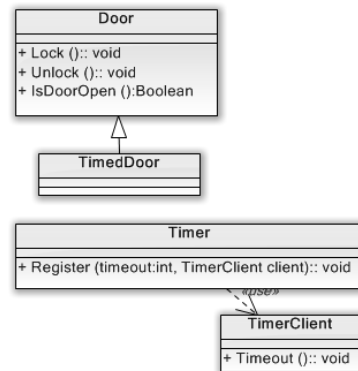 Door
+ Lock ():: void
+ Unlock ():: void
+ IsDoorOpen ():Boolean
TimedDoor
Timer
+ Register (timeout:int, TimerClient client):: void
«use»
TimerClient
+ Timeout ():: void